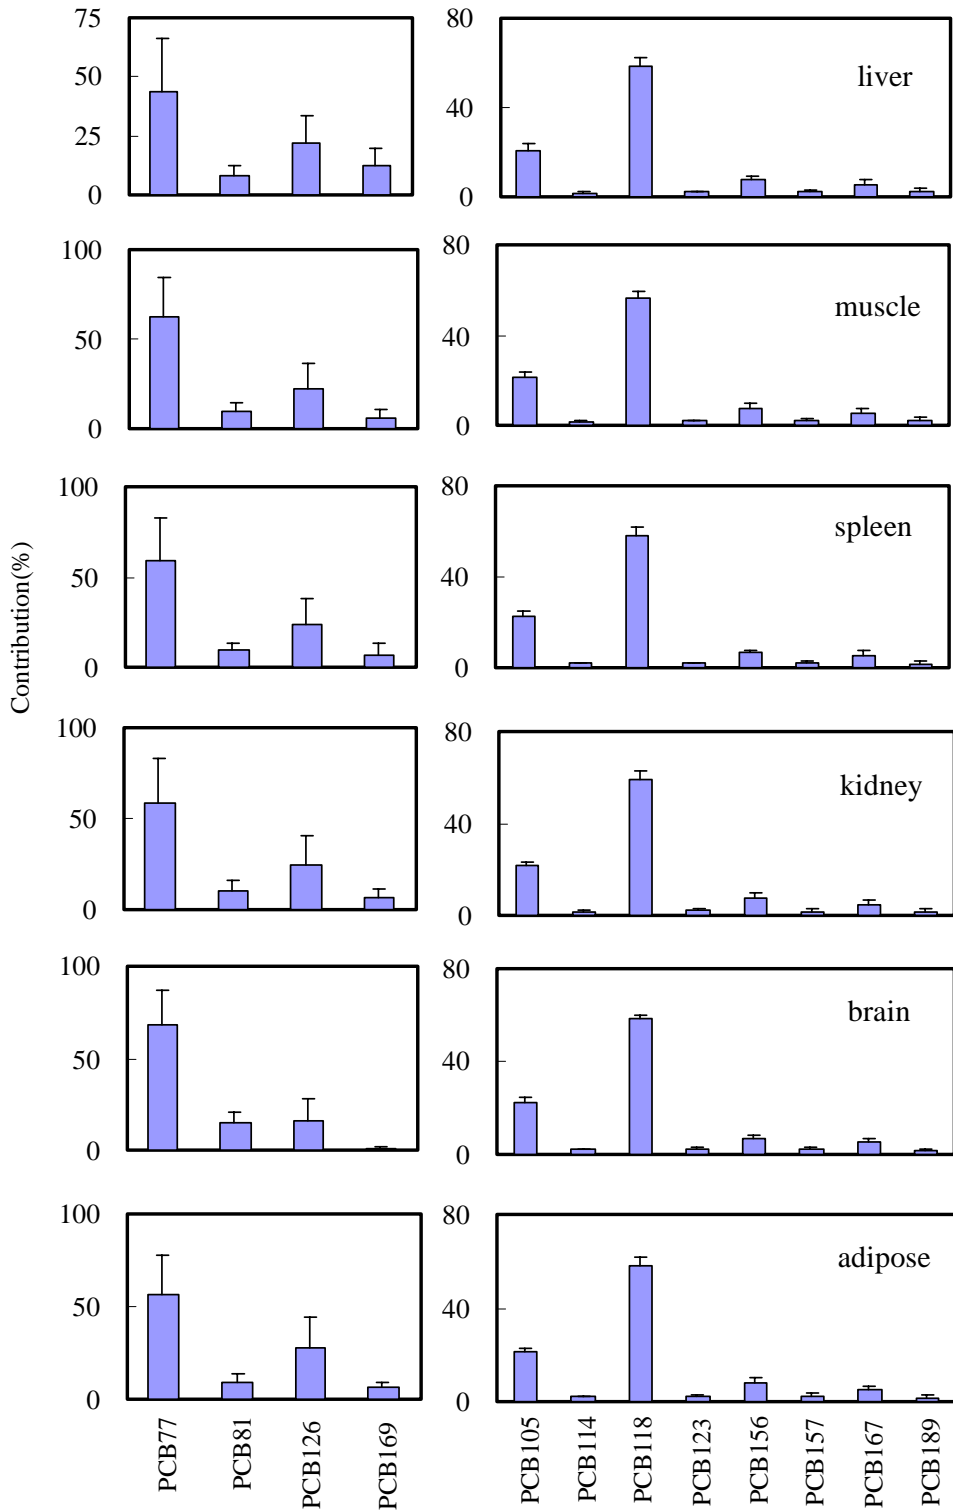 75
50
25
0
80
40
0
liver
100
50
0
80
40
0
muscle
100
50
0
80
40
0
spleen
Contribution(%)
100
50
0
80
40
0
kidney
100
50
0
80
40
0
brain
100
50
0
80
40
0
adipose
PCB77
PCB81
PCB126
PCB169
PCB105
PCB114
PCB118
PCB123
PCB156
PCB157
PCB167
PCB189